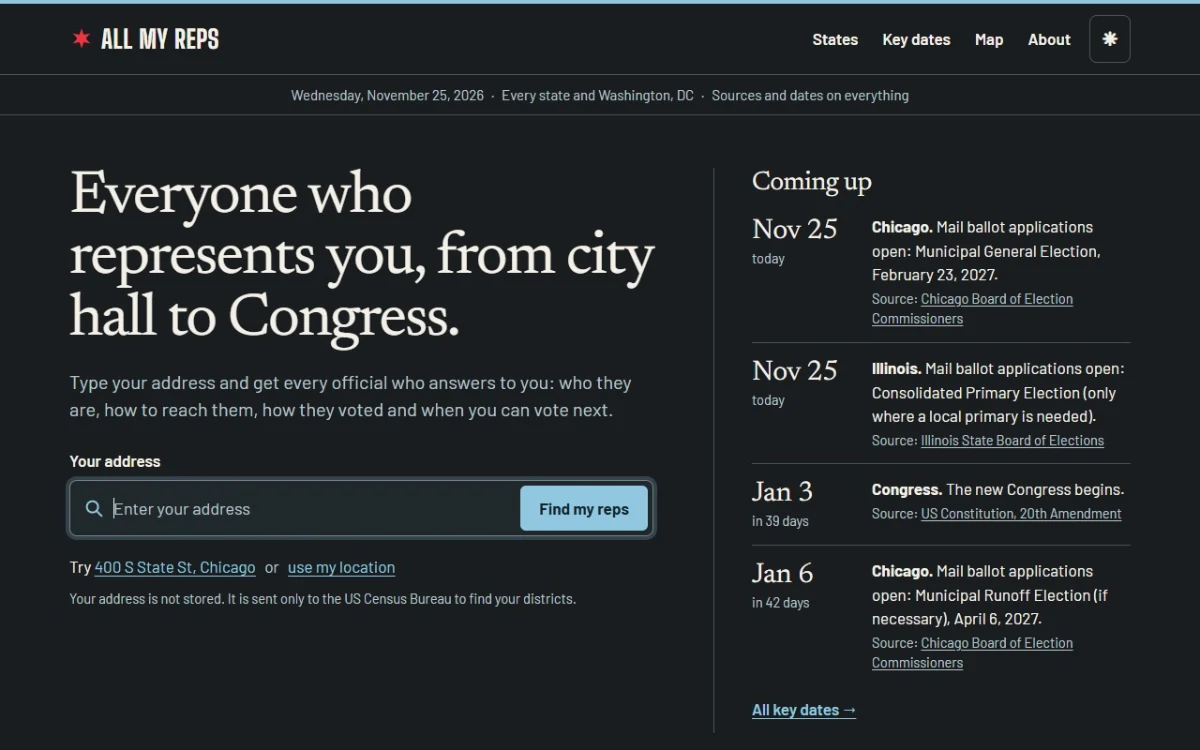 ALL MY REPS
States
Key dates
Map
About
Wednesday, November 25, 2026 · Every state and Washington, DC · Sources and dates on everything
Everyone who
represents you, from city
hall to Congress.
Type your address and get every official who answers to you: who they
are, how to reach them, how they voted and when you can vote next.
Your address
Enter your address
Find my reps
Try 400 S State St, Chicago or use my location
Your address is not stored. It is sent only to the US Census Bureau to find your districts.
Coming up
Nov 25
today
Chicago. Mail ballot applications
open: Municipal General Election,
February 23, 2027.
Source: Chicago Board of Election
Commissioners
Nov 25
today
Illinois. Mail ballot applications open:
Consolidated Primary Election (only
where a local primary is needed).
Source: Illinois State Board of Elections
Jan 3
in 39 days
Congress. The new Congress begins.
Source: US Constitution, 20th Amendment
Jan 6
in 42 days
Chicago. Mail ballot applications
open: Municipal Runoff Election (if
necessary), April 6, 2027.
Source: Chicago Board of Election
Commissioners
All key dates →